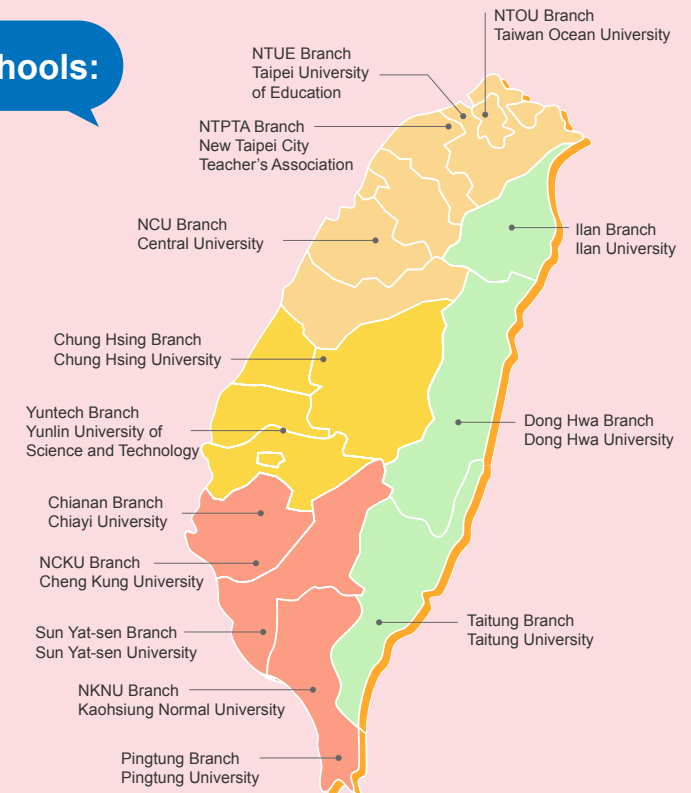 hools:
NTOU Branch
Taiwan Ocean University
NTUE Branch
Taipei University
of Education
NTPTA Branch
New Taipei City
Teacher's Association
NCU Branch
Central University
Ilan Branch
Ilan University
Chung Hsing Branch
Chung Hsing University
Yuntech Branch
Yunlin University of
Science and Technology
Dong Hwa Branch
Dong Hwa University
Chianan Branch
Chiayi University
NCKU Branch
Cheng Kung University
Sun Yat-sen Branch
Sun Yat-sen University
Taitung Branch
Taitung University
NKNU Branch
Kaohsiung Normal University
Pingtung Branch
Pingtung University